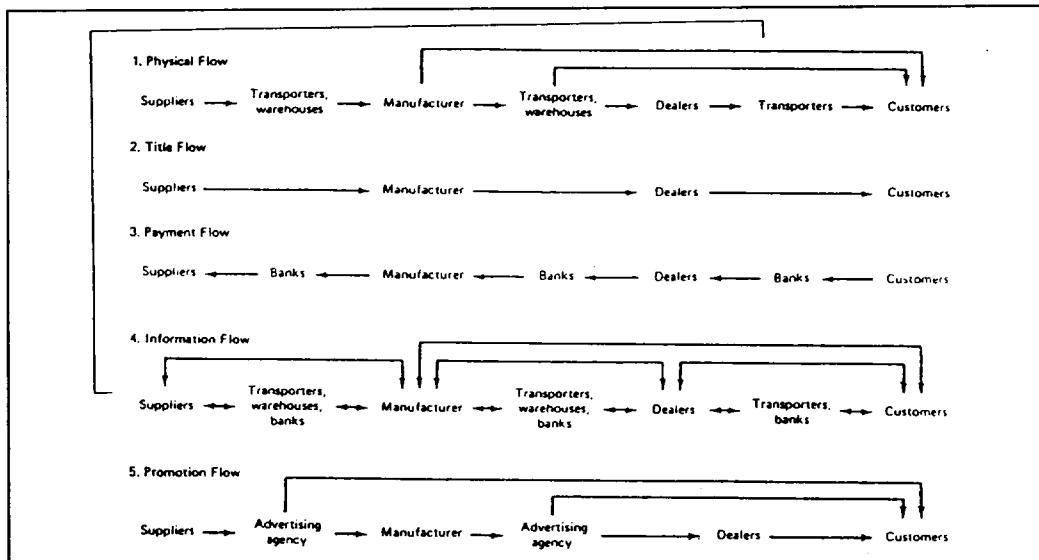 1. Physical Flow
Suppliers
Transporters,
warehouses
Manufacturer
Transporters,
warehouses
Dealers
Transporters
Customers
2. Title Flow
Suppliers
Manufacturer
Dealers
Customers
3. Payment Flow
Suppliers
Banks
Manufacturer
Banks
Dealers
Banks
Customers
4. Information Flow
Suppliers
Transporters,
warehouses,
banks
Manufacturer
Transporters,
warehouses,
banks
Dealers
Transporters,
banks
Customers
5. Promotion Flow
Suppliers
Advertising
agency
Manufacturer
Advertising
agency
Dealers
Customers